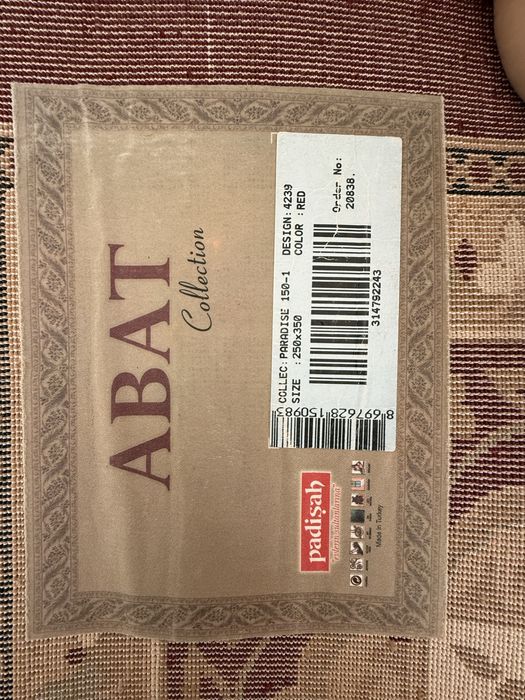 ABAT
Collection
COLLEC: PARADISE 150-1 DESIGN: 4239
SIZE : 250x350 COLOR : RED
314792243
Order No:
20838.
8 697628 150983
padişah
Made in Turkey